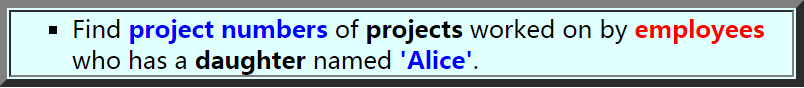 ▪ Find project numbers of projects worked on by employees
who has a daughter named 'Alice'.